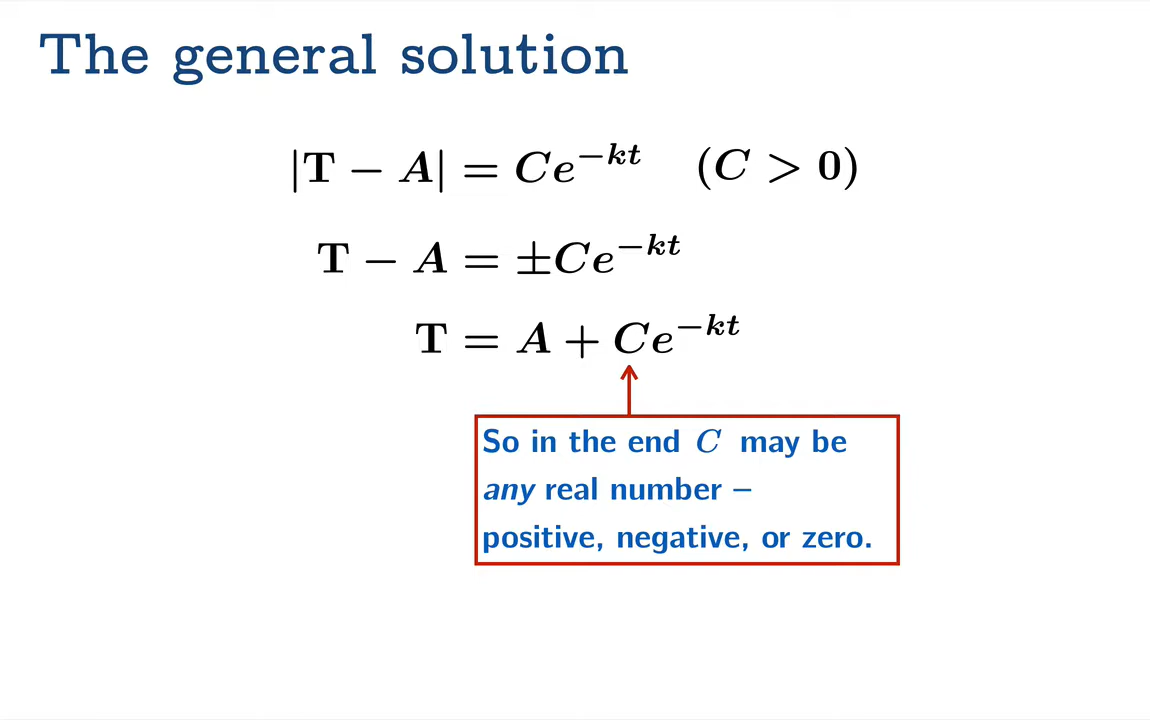 The general solution
|T − A| = Ce^{−kt} (C > 0)
T − A = ±Ce^{−kt}
T = A + Ce^{−kt}
So in the end C may be
any real number –
positive, negative, or zero.